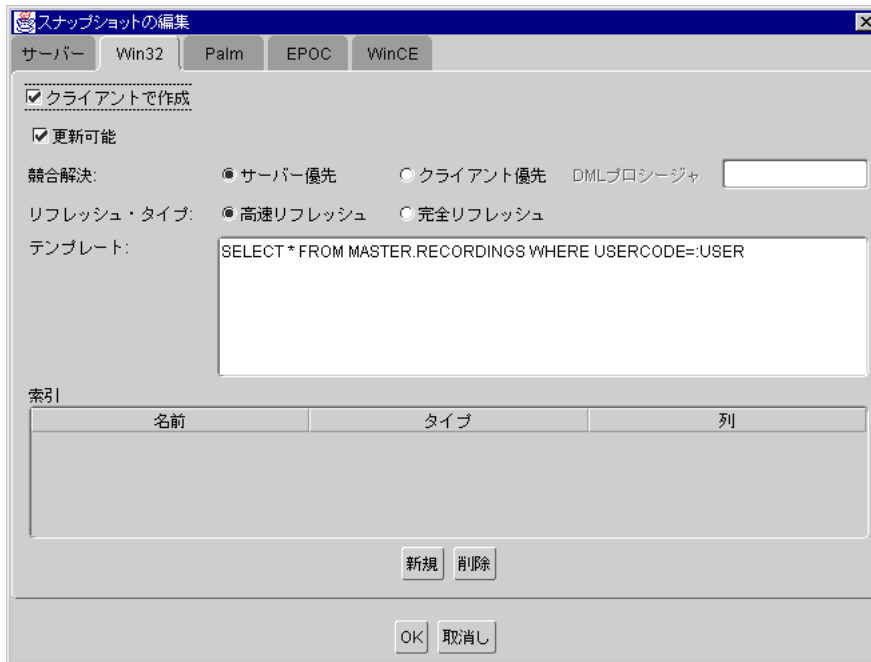 スナップショットの編集
サーバー Win32 Palm EPOC WinCE
クライアントで作成
更新可能
競合解決: サーバー優先 クライアント優先 DMLプロシージャ
リフレッシュ・タイプ: 高速リフレッシュ 完全リフレッシュ
テンプレート: SELECT * FROM MASTER.RECORDINGS WHERE USERCODE=:USER
索引
名前 タイプ 列
新規 削除
OK 取消し